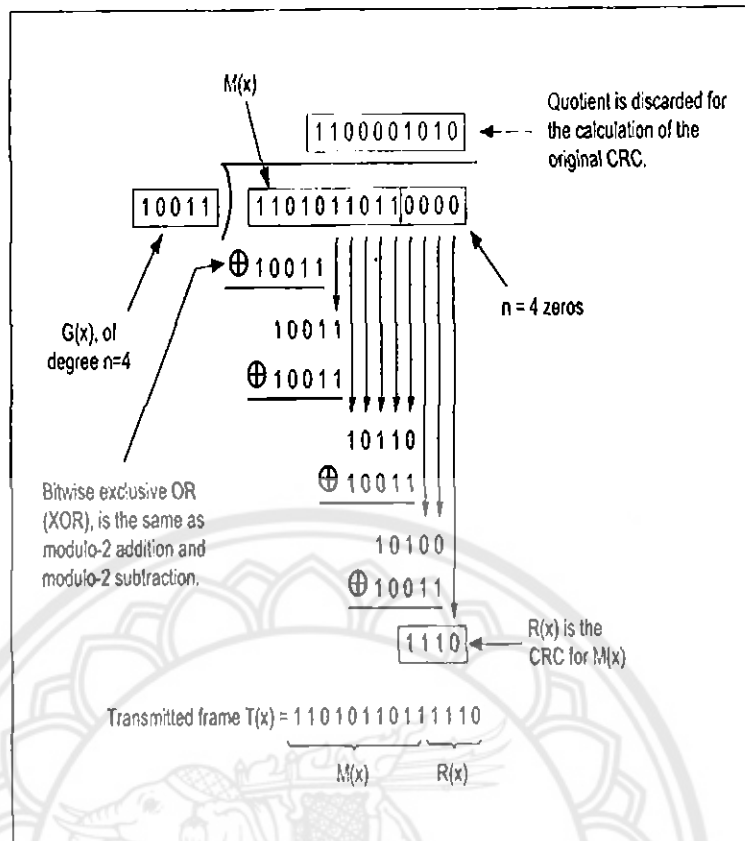 M(x)
1100001010
Quotient is discarded for
the calculation of the
original CRC.
10011
1101011011 0000
⊕ 10011
n = 4 zeros
G(x), of
degree n=4
10011
⊕ 10011
10110
⊕ 10011
Bitwise exclusive OR
(XOR), is the same as
modulo-2 addition and
modulo-2 subtraction.
10100
⊕ 10011
1110
R(x) is the
CRC for M(x)
Transmitted frame T(x) = 11010110111110
M(x)
R(x)